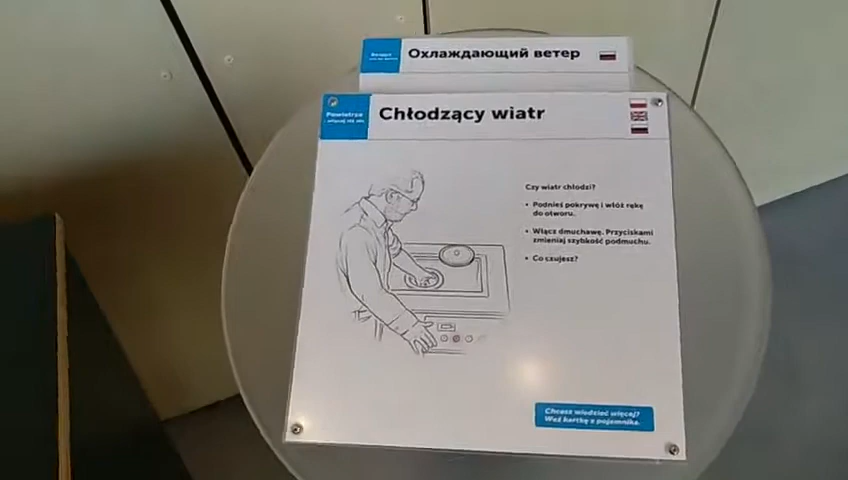 Охлаждающий ветер
Powietrze
Chłodzący wiatr
Czy wiatr chłodzi?
• Podnieś pokrywę i włóż rękę
do otworu.
• Włącz dmuchawę. Przyciskami
zmieniaj szybkość podmuchu.
• Co czujesz?
Chcesz wiedzieć więcej?
Weź kartkę z pojemnika.